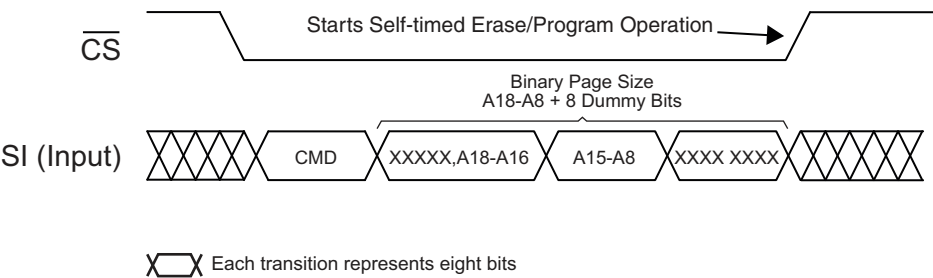 Starts Self-timed Erase/Program Operation
CS
Binary Page Size
A18-A8 + 8 Dummy Bits
SI (Input)
CMD
XXXXX,A18-A16
A15-A8
XXXX XXXX
Each transition represents eight bits